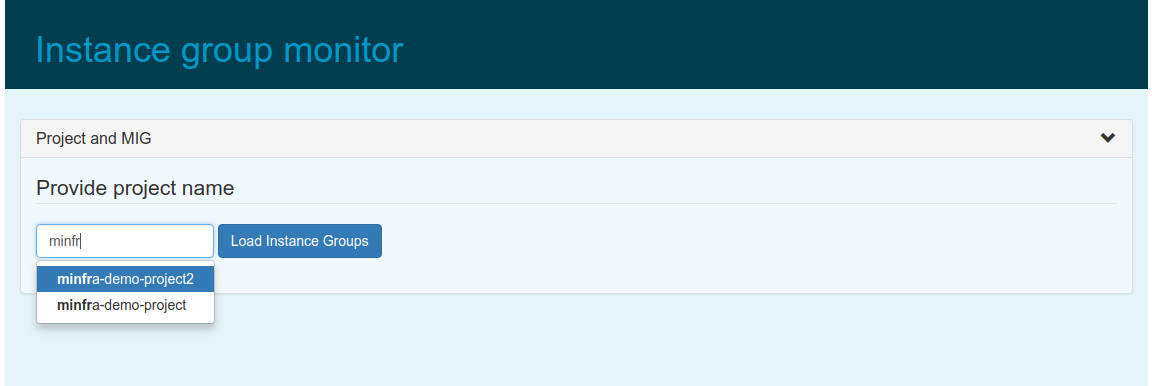 Instance group monitor
Project and MIG
Provide project name
minfr
Load Instance Groups
minfra-demo-project2
minfra-demo-project